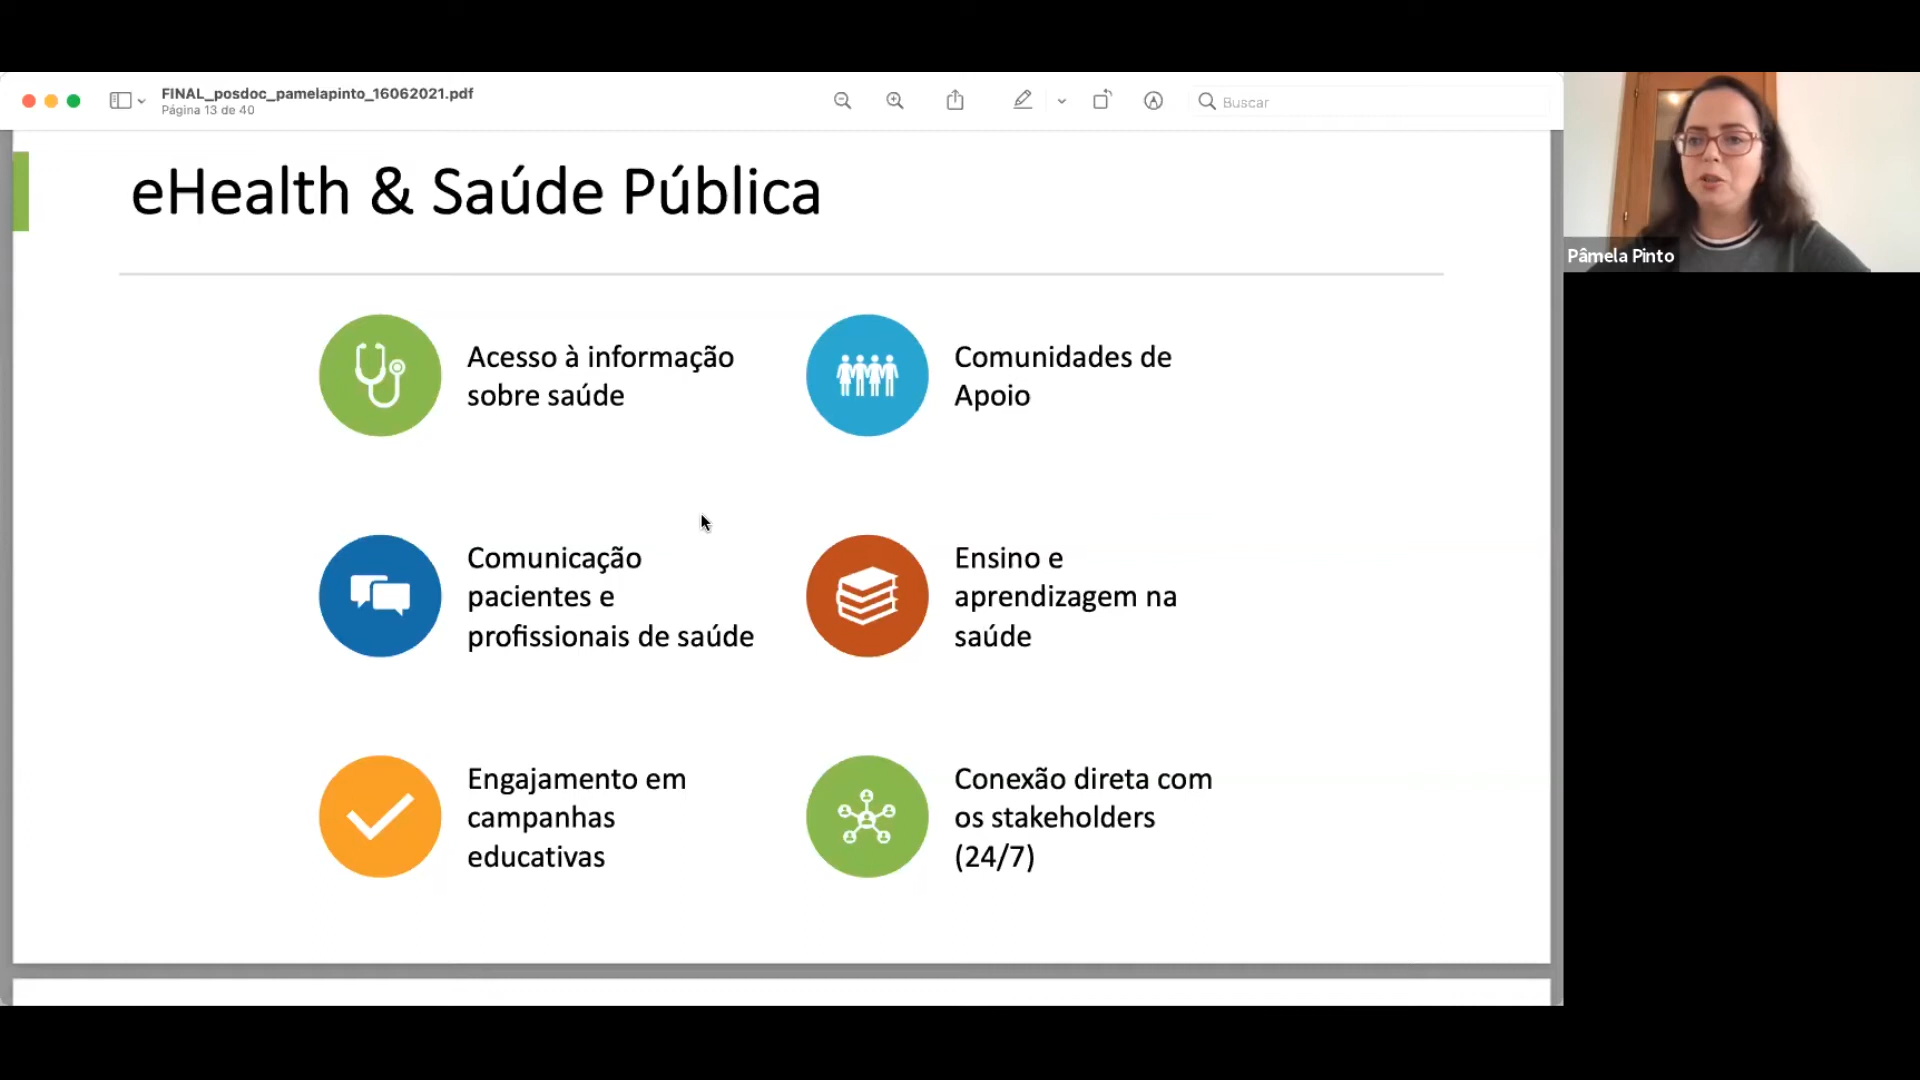 FINAL_posdoc_pamelapinto_16062021.pdf
Página 13 de 40
Buscar
eHealth & Saúde Pública
Acesso à informação
sobre saúde
Comunidades de
Apoio
Comunicação
pacientes e
profissionais de saúde
Ensino e
aprendizagem na
saúde
Engajamento em
campanhas
educativas
Conexão direta com
os stakeholders
(24/7)
Pâmela Pinto